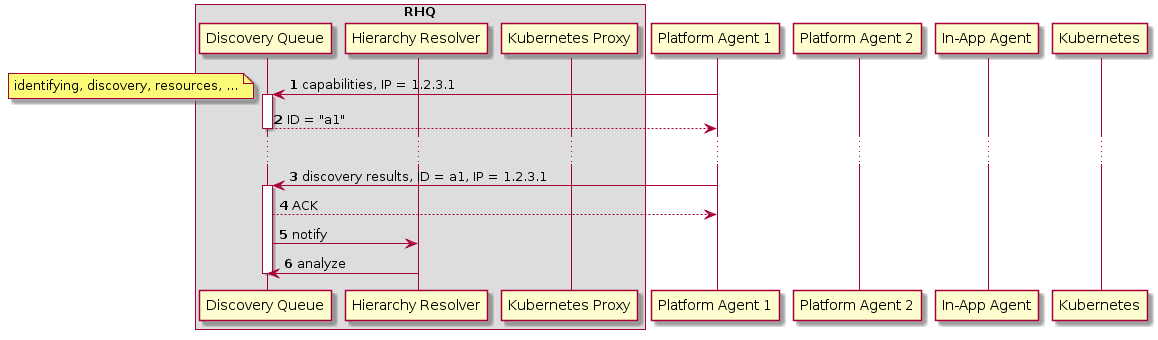 RHQ
Discovery Queue
Hierarchy Resolver
Kubernetes Proxy
Platform Agent 1
Platform Agent 2
In-App Agent
Kubernetes
identifying, discovery, resources, ...
1 capabilities, IP = 1.2.3.1
2 ID = "a1"
3 discovery results, ID = a1, IP = 1.2.3.1
4 ACK
5 notify
6 analyze
Discovery Queue
Hierarchy Resolver
Kubernetes Proxy
Platform Agent 1
Platform Agent 2
In-App Agent
Kubernetes